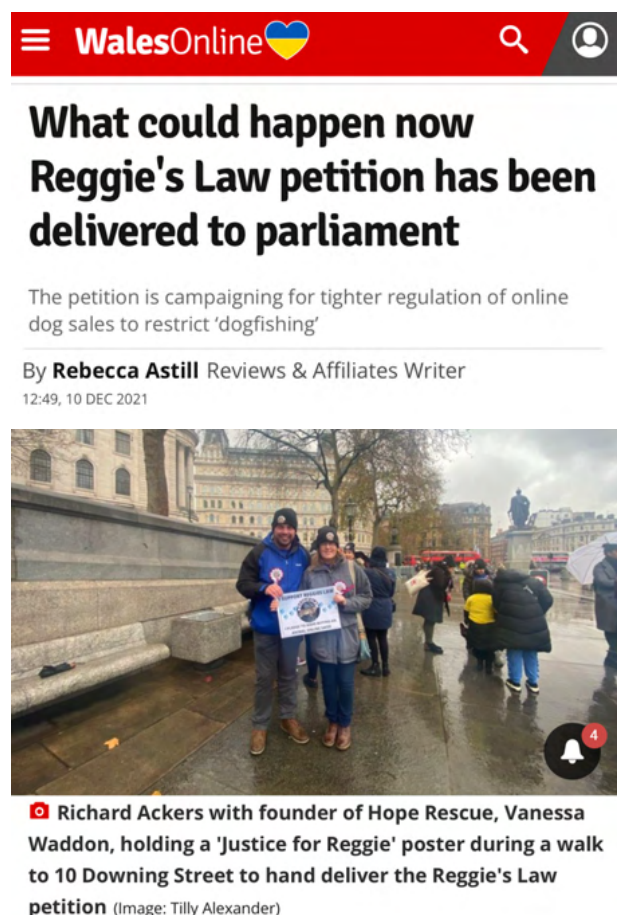 WalesOnline
What could happen now
Reggie's Law petition has been
delivered to parliament
The petition is campaigning for tighter regulation of online
dog sales to restrict ‘dogfishing’
By Rebecca Astill Reviews & Affiliates Writer
12:49, 10 DEC 2021
SUPPORT REGGIES LAW
4
Richard Ackers with founder of Hope Rescue, Vanessa
Waddon, holding a 'Justice for Reggie' poster during a walk
to 10 Downing Street to hand deliver the Reggie's Law
petition (Image: Tilly Alexander)